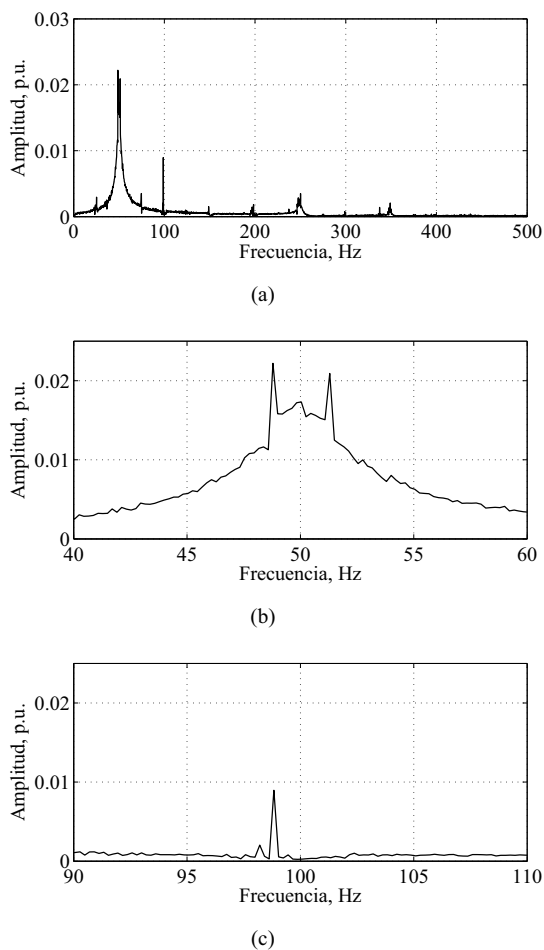 0.03
0.02
0.01
0
Amplitud, p.u.
0 100 200 300 400 500
Frecuencia, Hz
(a)
0.02
0.01
0
Amplitud, p.u.
40 45 50 55 60
Frecuencia, Hz
(b)
0.02
0.01
0
Amplitud, p.u.
90 95 100 105 110
Frecuencia, Hz
(c)